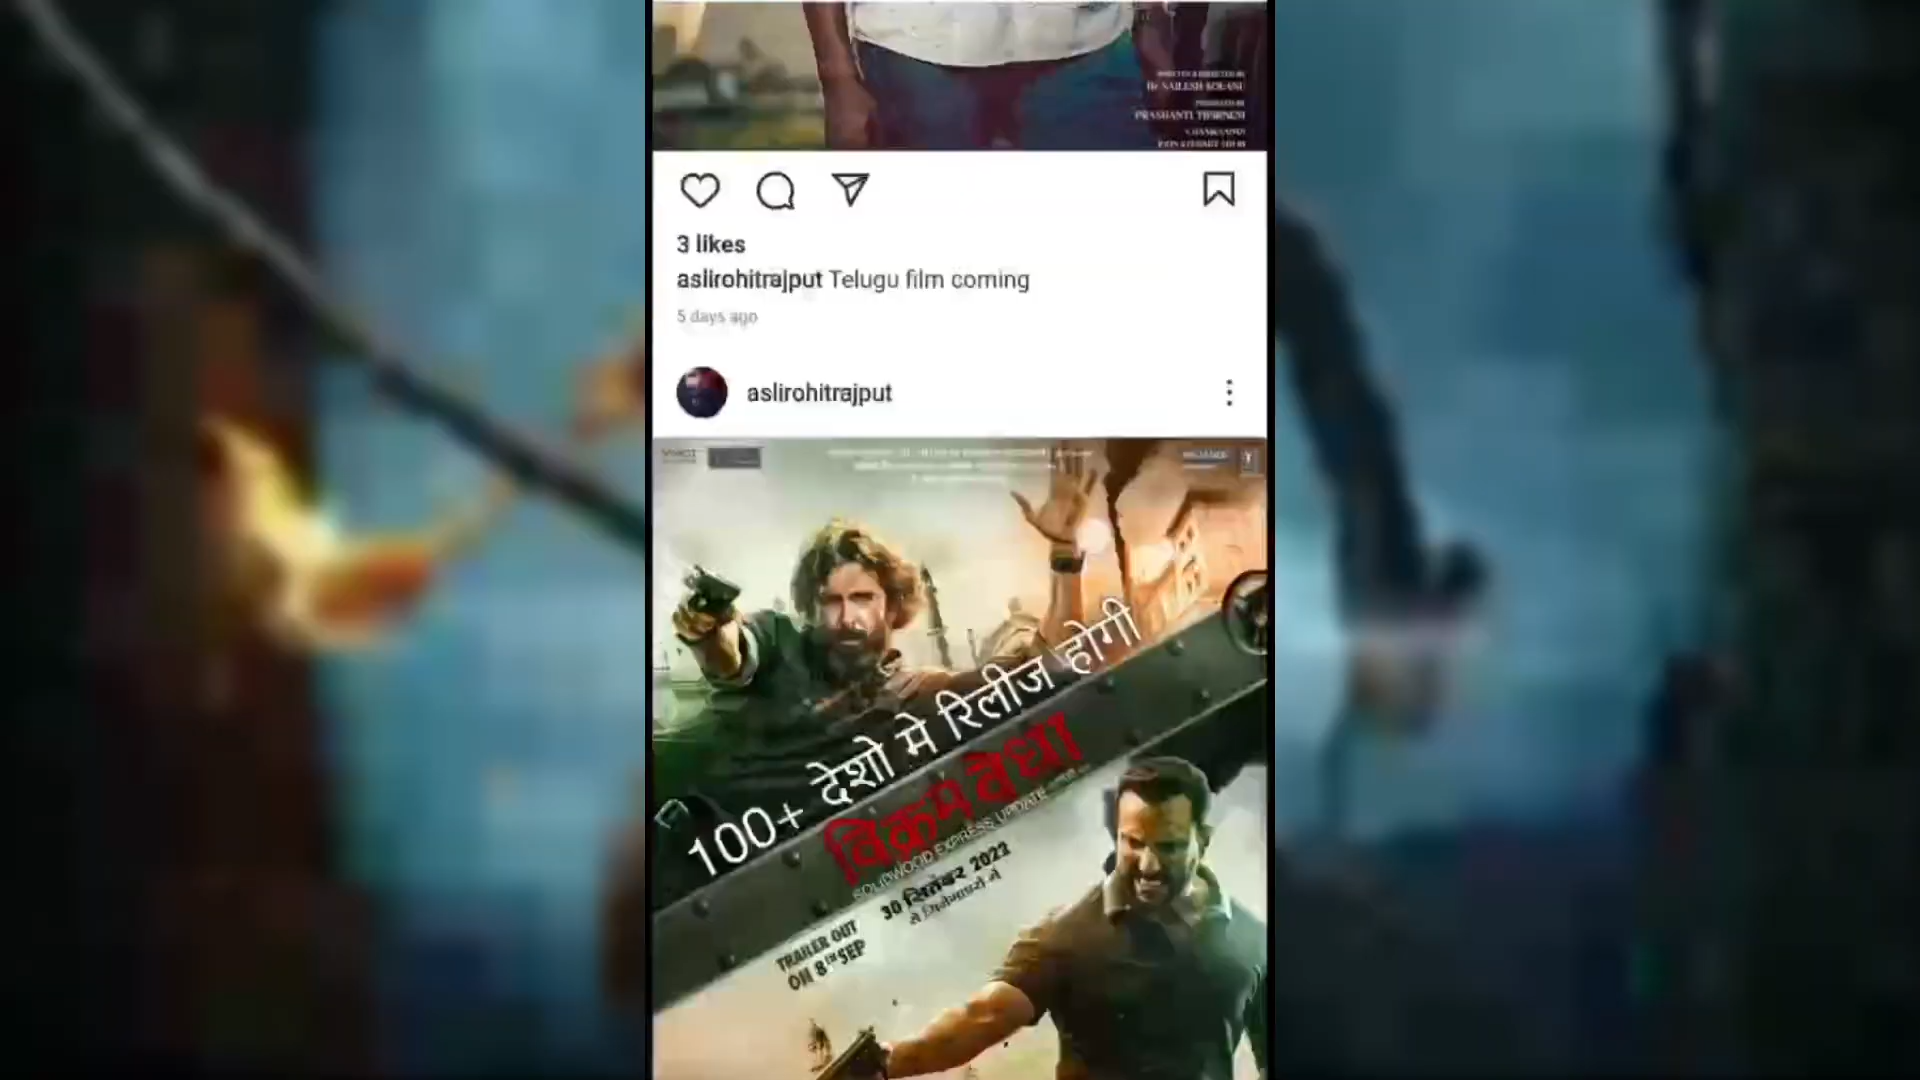 Dr SAILESH KOLANU
PRASHANTI TIPIRNENI
3 likes
aslirohitrajput Telugu film coming
5 days ago
aslirohitrajput
100+ देशो मे रिलीज होगी
विक्रम वेधा
BOLLYWOOD EXPRESS UPDATE
30 सितंबर 2022
से सिनेमाघरों में
TRAILER OUT
ON 8TH SEP